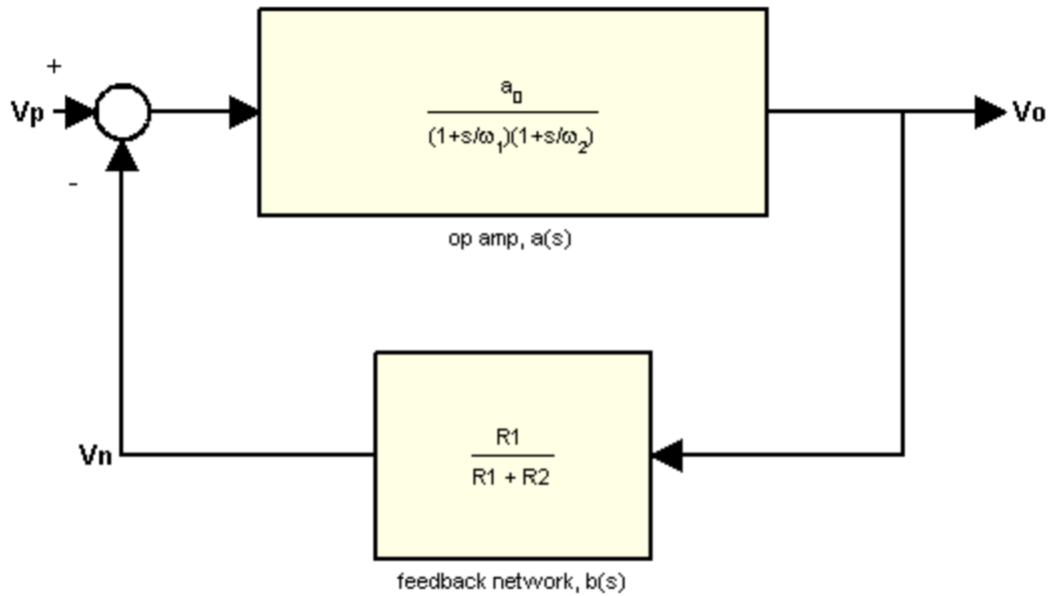 +
Vp
-
a₀
(1+s/ω₁)(1+s/ω₂)
Vo
op amp, a(s)
Vn
R1
R1 + R2
feedback network, b(s)